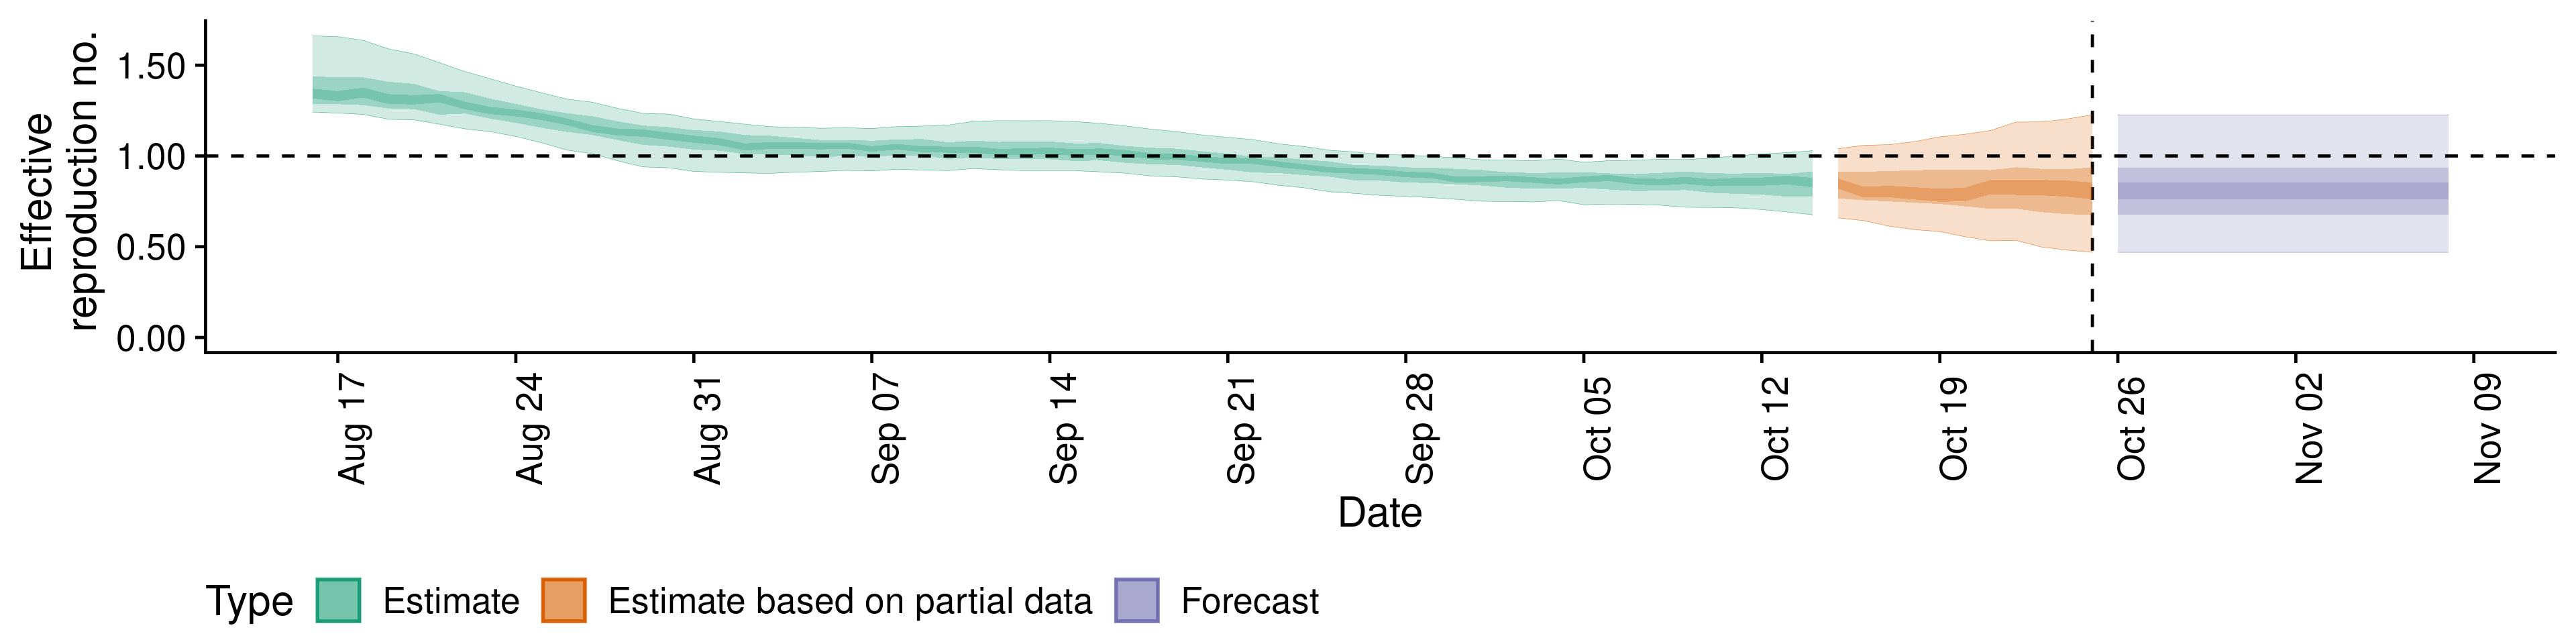 Effective
reproduction no.
1.50
1.00
0.50
0.00
Aug 17
Aug 24
Aug 31
Sep 07
Sep 14
Sep 21
Sep 28
Oct 05
Oct 12
Oct 19
Oct 26
Nov 02
Nov 09
Date
Type Estimate Estimate based on partial data Forecast